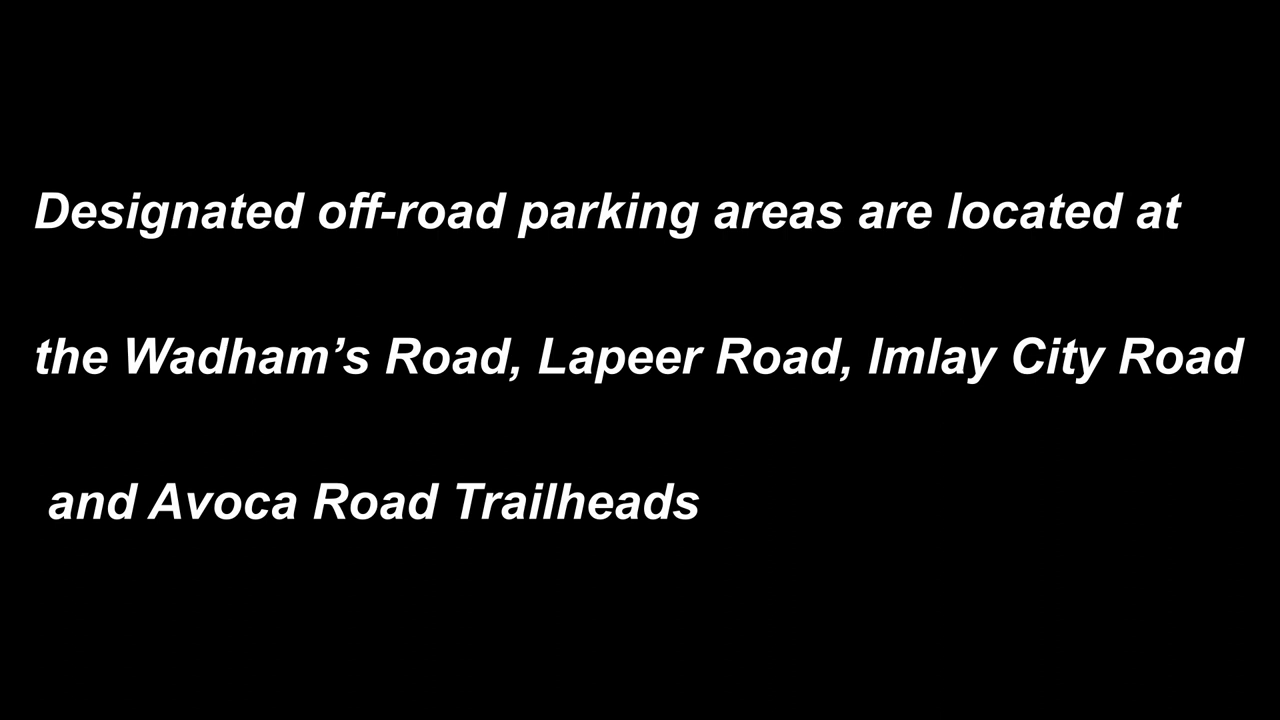 Designated off-road parking areas are located at
the Wadham’s Road, Lapeer Road, Imlay City Road
and Avoca Road Trailheads